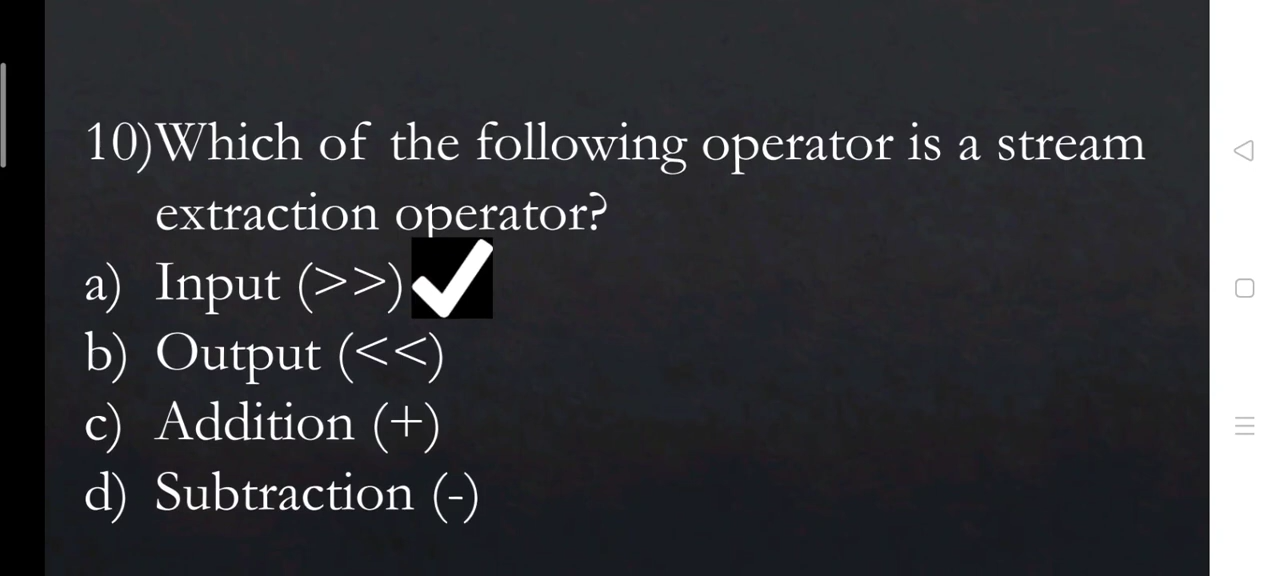 10)Which of the following operator is a stream
extraction operator?
a) Input (>>)
b) Output (<<)
c) Addition (+)
d) Subtraction (-)